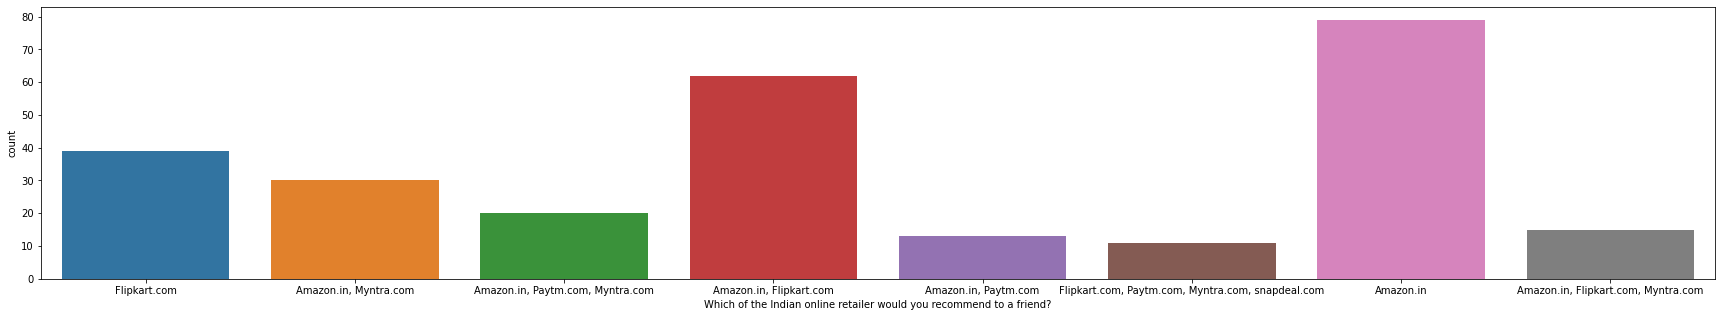 80
70
60
50
40
30
20
10
0
count
Flipkart.com
Amazon.in, Myntra.com
Amazon.in, Paytm.com, Myntra.com
Amazon.in, Flipkart.com
Amazon.in, Paytm.com
Flipkart.com, Paytm.com, Myntra.com, snapdeal.com
Amazon.in
Amazon.in, Flipkart.com, Myntra.com
Which of the Indian online retailer would you recommend to a friend?